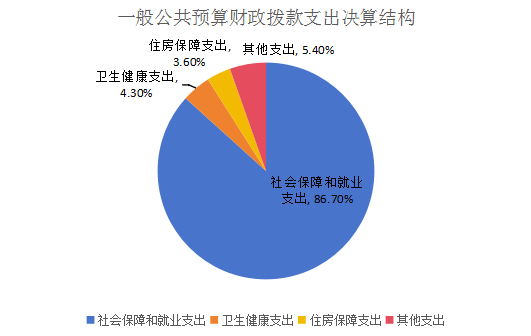 一般公共预算财政拨款支出决算结构
住房保障支出,
3.60%
其他支出, 5.40%
卫生健康支出,
4.30%
社会保障和就业
支出, 86.70%
社会保障和就业支出 卫生健康支出 住房保障支出 其他支出